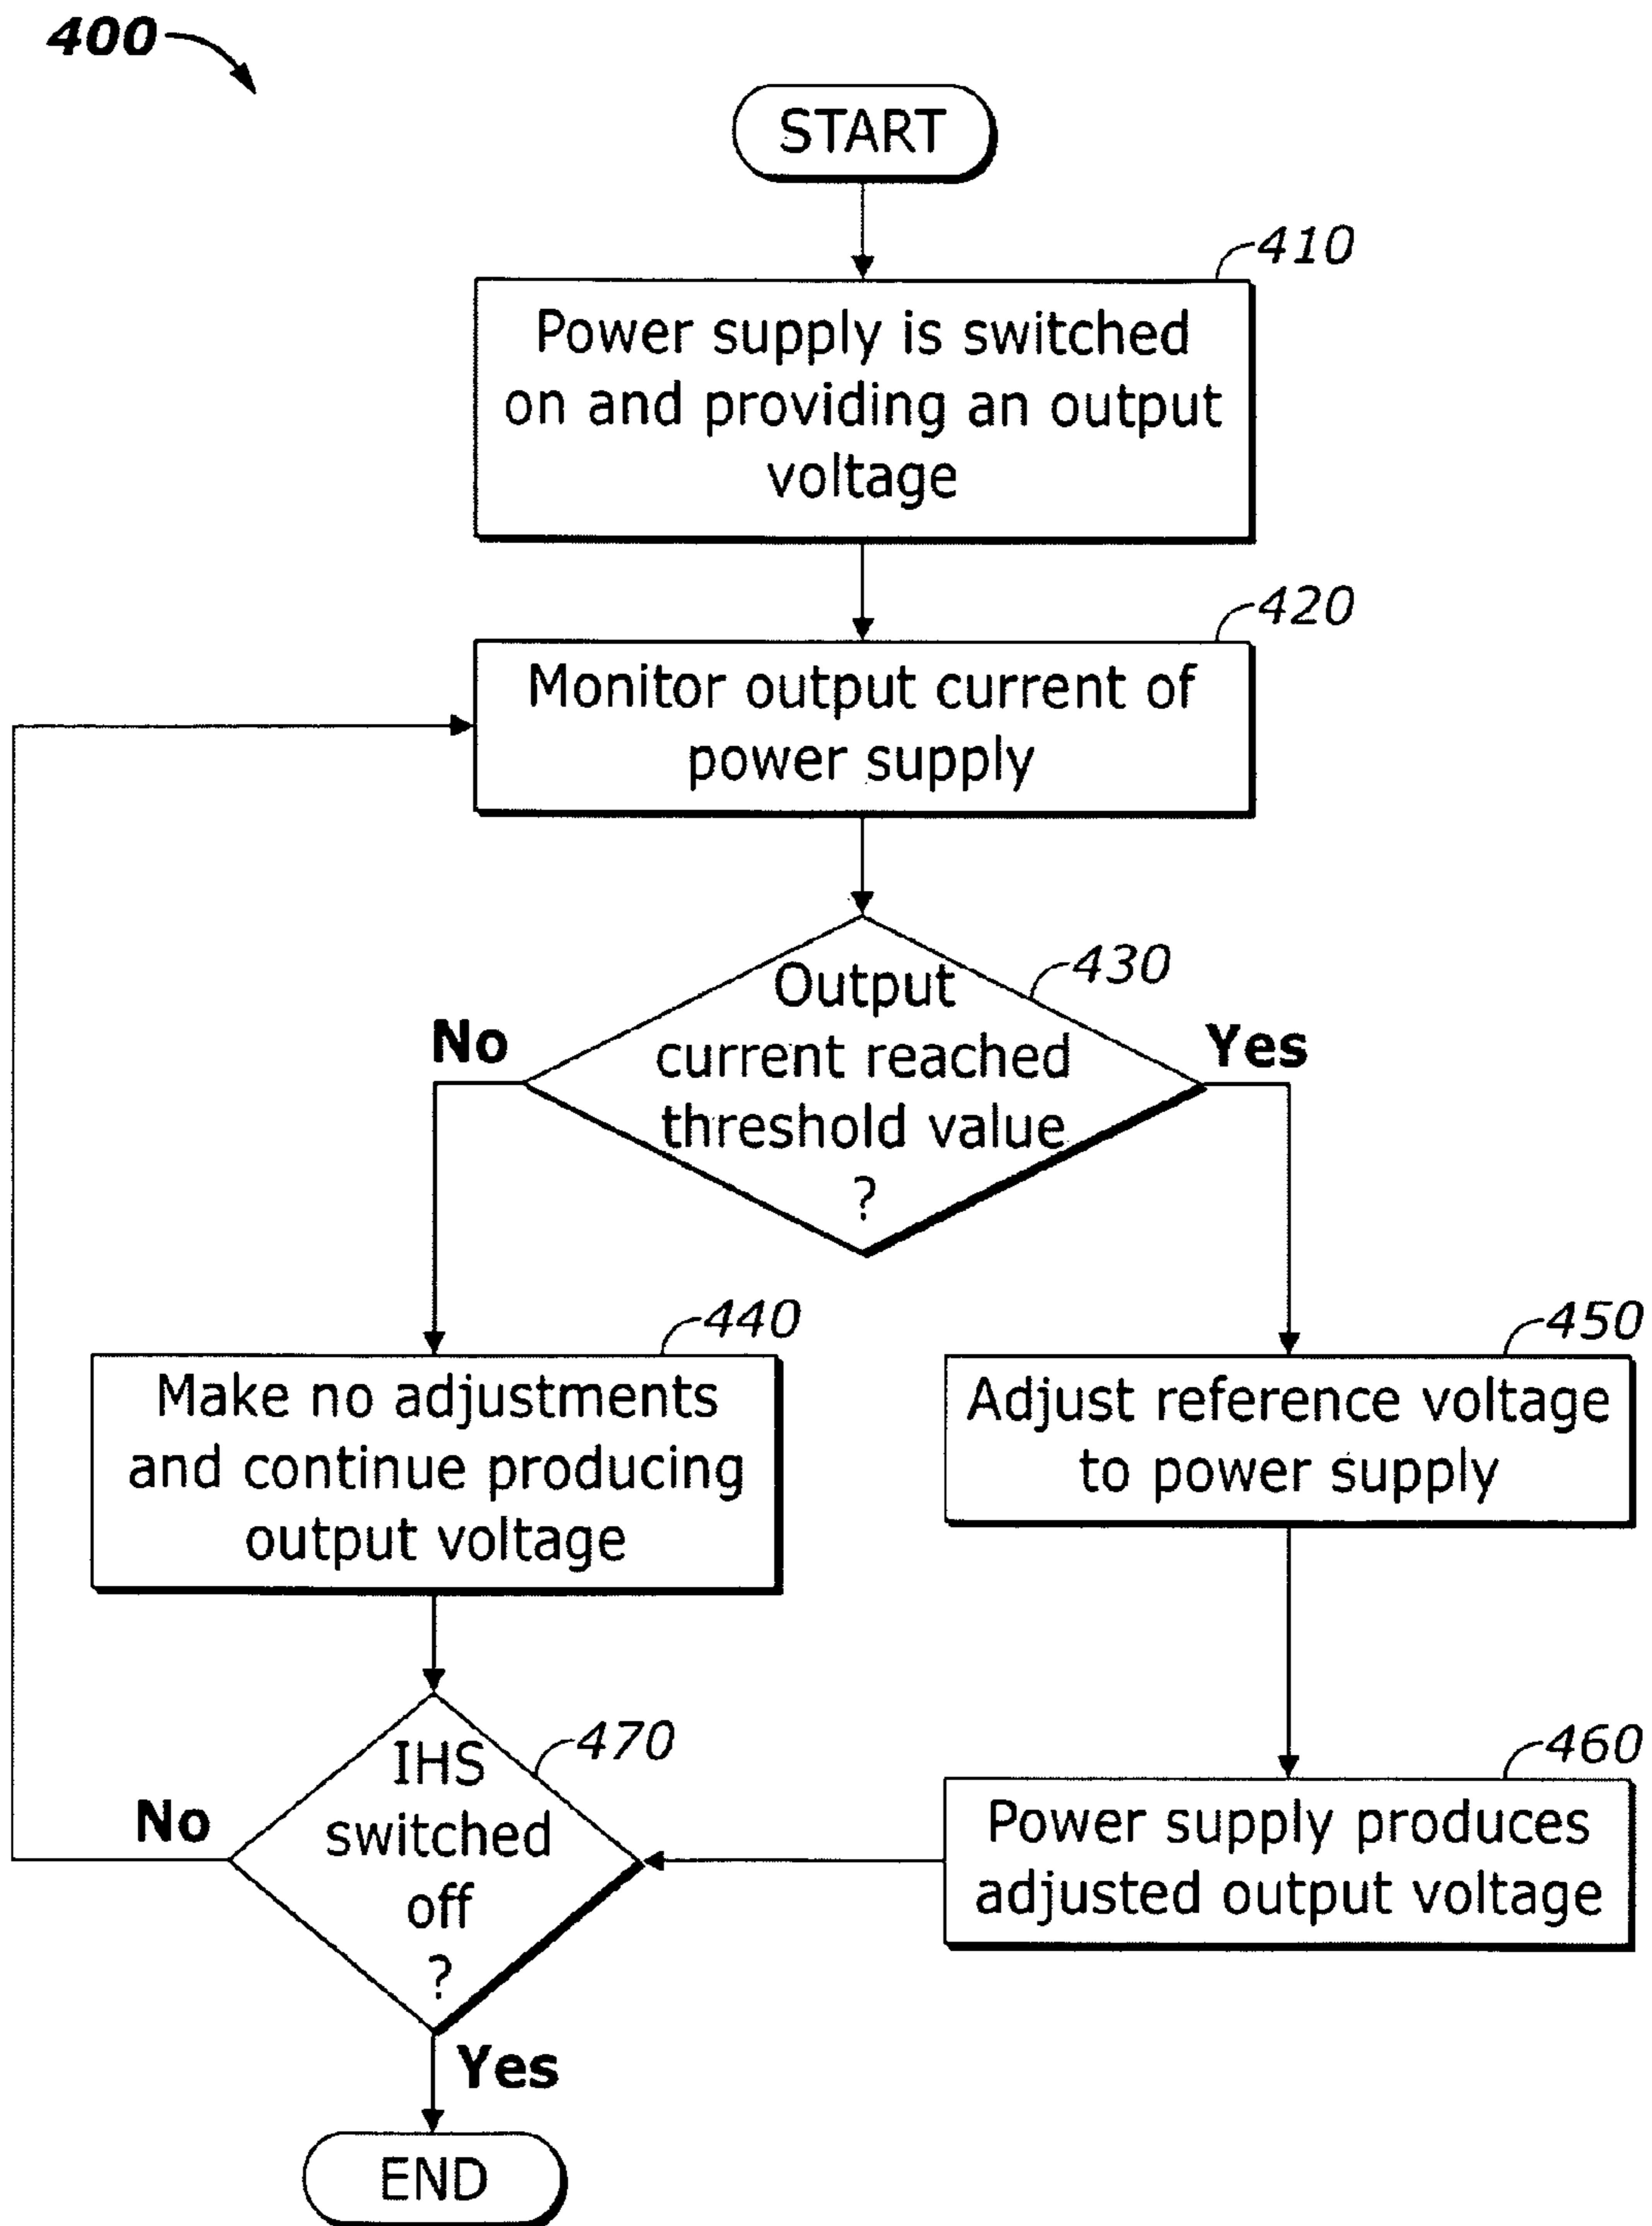 400
START
410
Power supply is switched
on and providing an output
voltage
420
Monitor output current of
power supply
430
Output
current reached
threshold value
?
No
Yes
440
Make no adjustments
and continue producing
output voltage
450
Adjust reference voltage
to power supply
460
Power supply produces
adjusted output voltage
470
IHS
switched
off
?
No
Yes
END